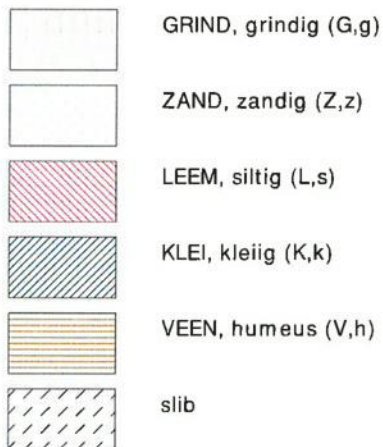 GRIND, grindig (G,g)
ZAND, zandig (Z,z)
LEEM, siltig (L,s)
KLEI, kleiig (K,k)
VEEN, humeus (V,h)
slib